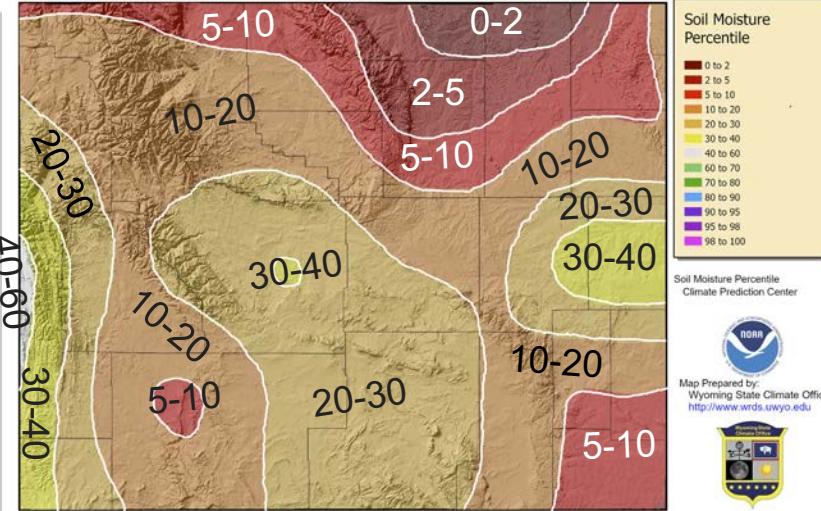 5-10
0-2
2-5
10-20
5-10
10-20
20-30
20-30
30-40
30-40
40-60
10-20
10-20
30-40
5-10
20-30
5-10
Soil Moisture
Percentile
0 to 2
2 to 5
5 to 10
10 to 20
20 to 30
30 to 40
40 to 60
60 to 70
70 to 80
80 to 90
90 to 95
95 to 98
98 to 100
Soil Moisture Percentile
Climate Prediction Center
NOAA
Map Prepared by:
Wyoming State Climate Offic
http://www.wrds.uwyo.edu
Wyoming State
Climate Office